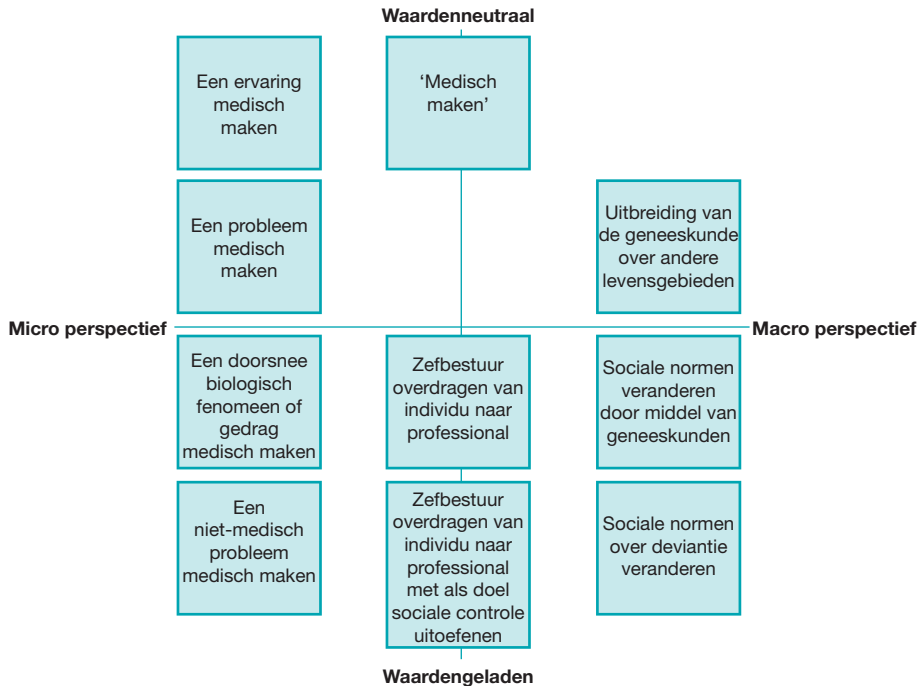 Waardenneutraal
Een ervaring
medisch
maken
‘Medisch
maken’
Een probleem
medisch
maken
Uitbreiding van
de geneeskunde
over andere
levensgebieden
Micro perspectief
Macro perspectief
Een doorsnee
biologisch
fenomeen of
gedrag
medisch maken
Zefbestuur
overdragen van
individu naar
professional
Sociale normen
veranderen
door middel van
geneeskunden
Een
niet-medisch
probleem
medisch maken
Zefbestuur
overdragen van
individu naar
professional
met als doel
sociale controle
uitoefenen
Sociale normen
over deviantie
veranderen
Waardengeladen